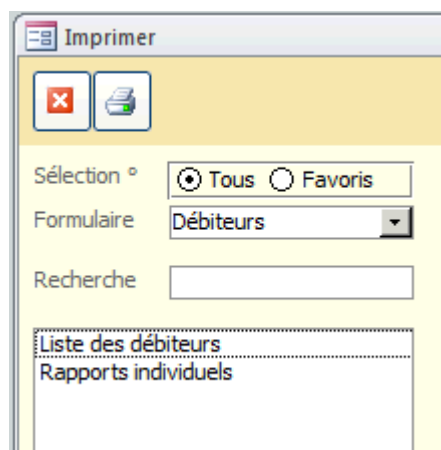 Imprimer
Sélection ° Tous Favoris
Formulaire Débiteurs
Recherche
Liste des débiteurs
Rapports individuels